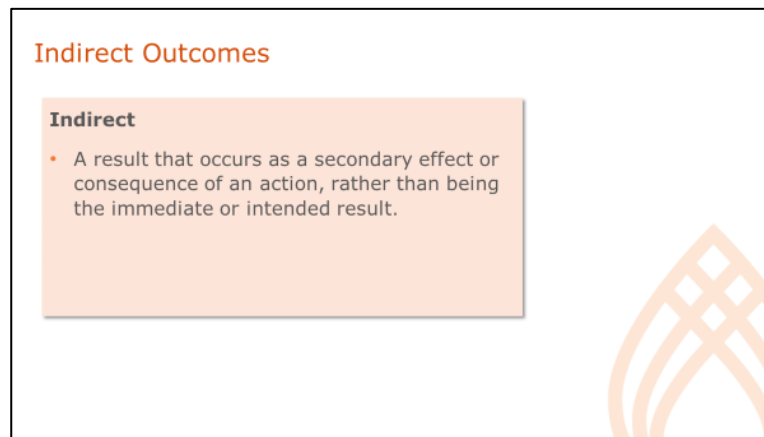 Indirect Outcomes
Indirect
• A result that occurs as a secondary effect or
consequence of an action, rather than being
the immediate or intended result.